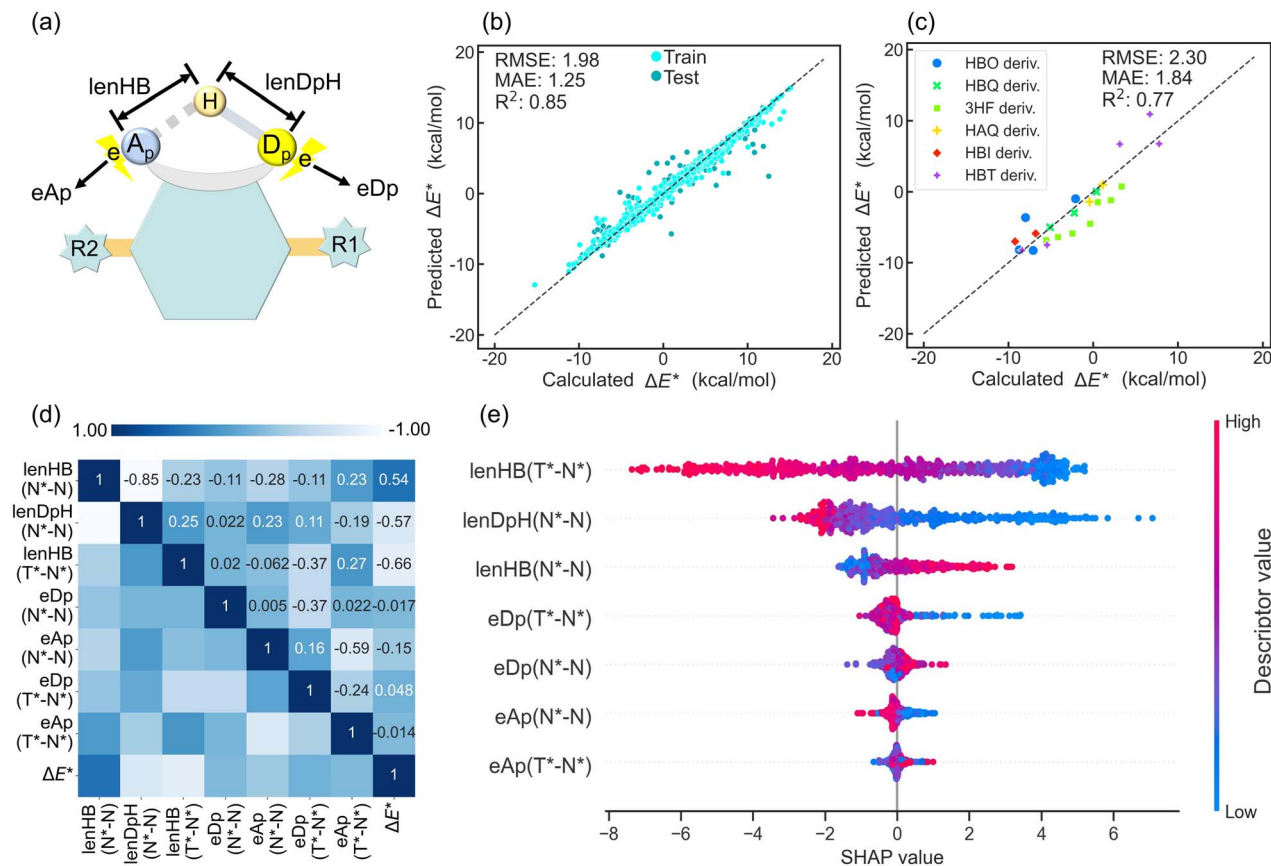 (a)
lenHB
lenDpH
H
Ap
Dp
e
e
eAp
eDp
R2
R1
(b)
RMSE: 1.98
MAE: 1.25
R²: 0.85
Train
Test
20
10
0
-10
-20
Predicted ΔE* (kcal/mol)
-20 -10 0 10 20
Calculated ΔE* (kcal/mol)
(c)
HBO deriv.
HBQ deriv.
3HF deriv.
HAQ deriv.
HBI deriv.
HBT deriv.
RMSE: 2.30
MAE: 1.84
R²: 0.77
20
10
0
-10
-20
Predicted ΔE* (kcal/mol)
-20 -10 0 10 20
Calculated ΔE* (kcal/mol)
(d)
1.00 -1.00
lenHB
(N*-N)
1 -0.85 -0.23 -0.11 -0.28 -0.11 0.23 0.54
lenDpH
(N*-N)
1 0.25 0.022 0.23 0.11 -0.19 -0.57
lenHB
(T*-N*)
1 0.02 -0.062 -0.37 0.27 -0.66
eDp
(N*-N)
1 0.005 -0.37 0.022 -0.017
eAp
(N*-N)
1 0.16 -0.59 -0.15
eDp
(T*-N*)
1 -0.24 0.048
eAp
(T*-N*)
1 -0.014
ΔE*
1
lenHB
(N*-N)
lenDpH
(N*-N)
lenHB
(T*-N*)
eDp
(N*-N)
eAp
(N*-N)
eDp
(T*-N*)
eAp
(T*-N*)
ΔE*
(e)
lenHB(T*-N*)
lenDpH(N*-N)
lenHB(N*-N)
eDp(T*-N*)
eDp(N*-N)
eAp(N*-N)
eAp(T*-N*)
-8 -6 -4 -2 0 2 4 6
SHAP value
High
Descriptor value
Low